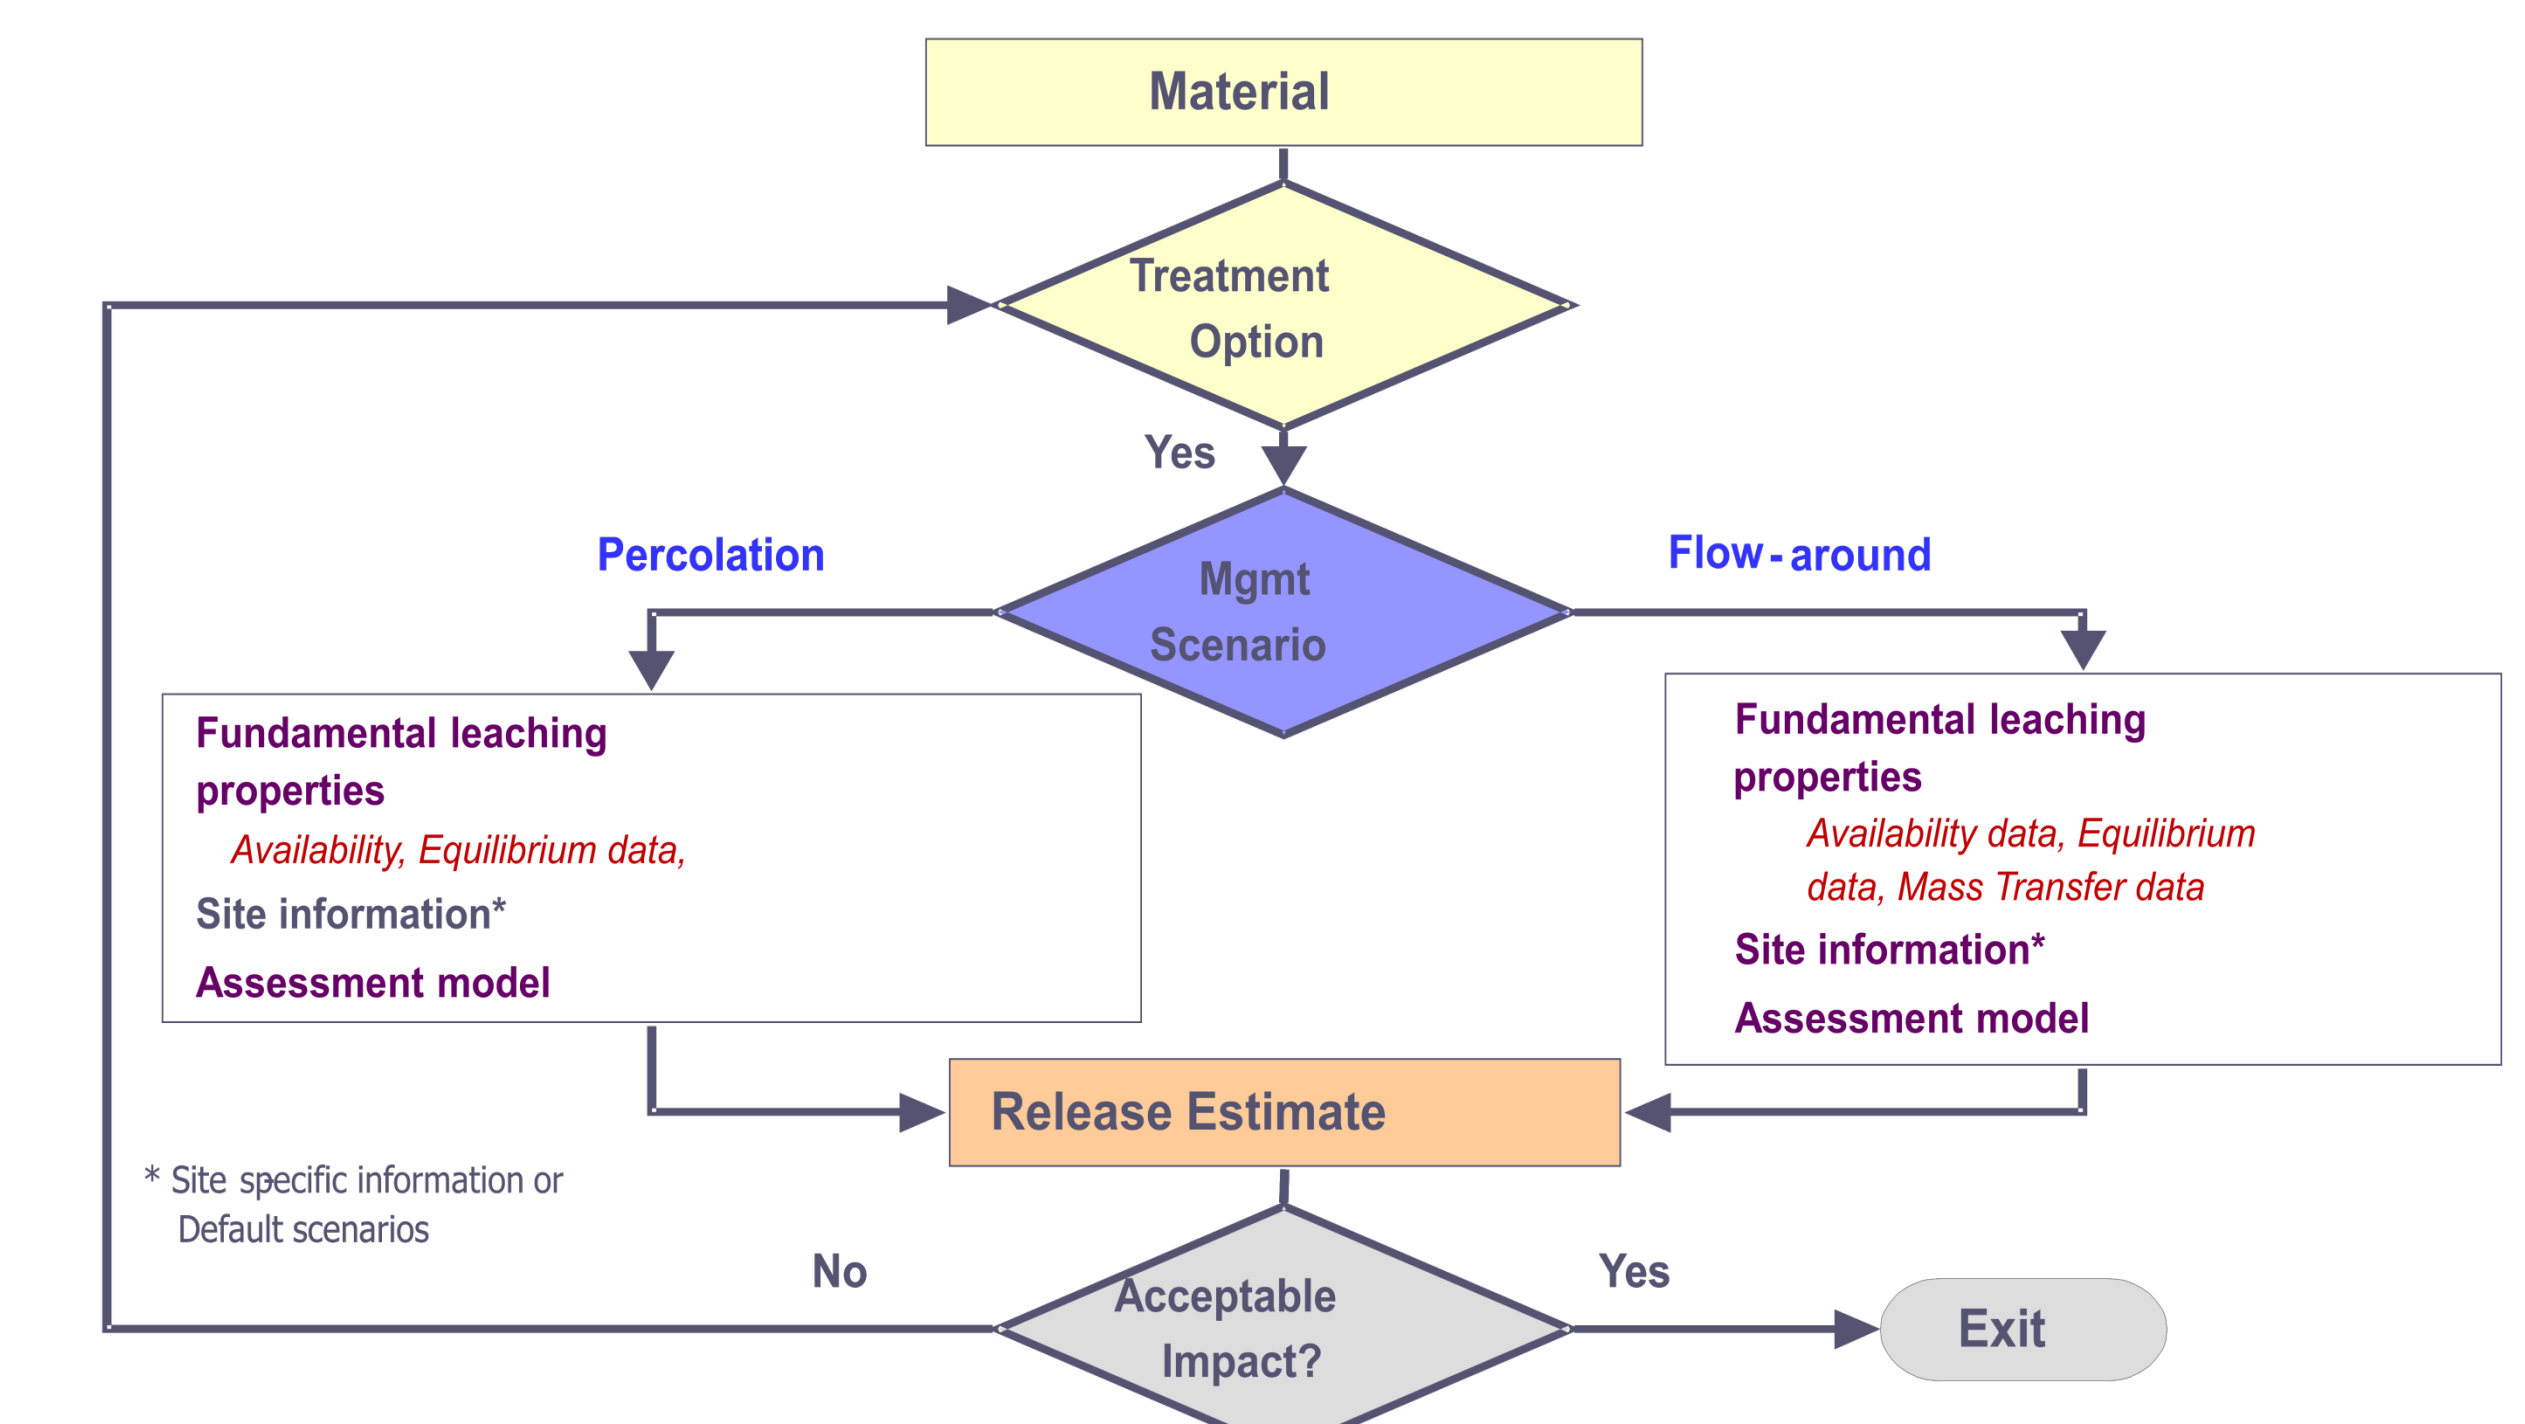 Material
Treatment
Option
Yes
Percolation
Flow-around
Mgmt
Scenario
Fundamental leaching
properties
Availability, Equilibrium data,
Site information*
Assessment model
Fundamental leaching
properties
Availability data, Equilibrium
data, Mass Transfer data
Site information*
Assessment model
Release Estimate
* Site specific information or
Default scenarios
No
Yes
Acceptable
Impact?
Exit